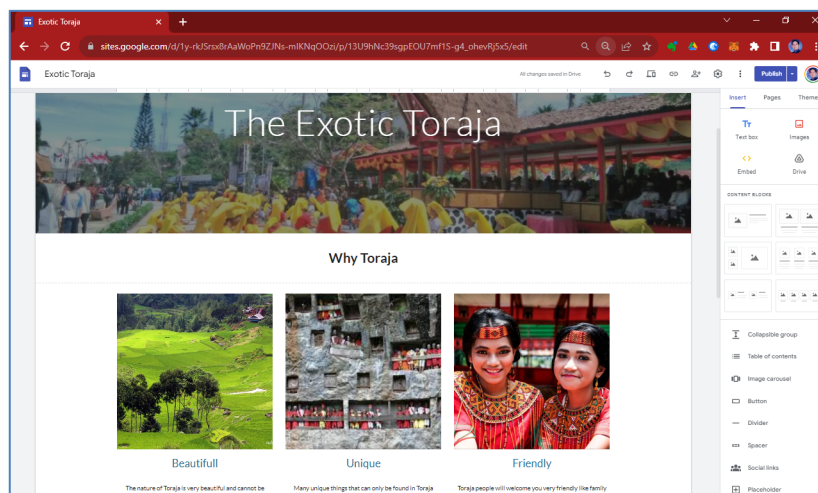 Exotic Toraja
sites.google.com/d/1y-rkJSrsx8rAaWoPn9ZJNs-mIKNqOOzi/p/13U9hNc39sgpEOU7mf1S-g4_ohevRj5x5/edit
Exotic Toraja
All changes saved in Drive
Publish
Insert Pages Theme
The Exotic Toraja
Text box Images
Embed Drive
CONTENT BLOCKS
Why Toraja
Collapsible group
Table of contents
Image carousel
Button
Divider
Spacer
Social links
Placeholder
Beautifull Unique Friendly
The nature of Toraja is very beautiful and cannot be
Many unique things that can only be found in Toraja
Toraja people will welcome you very friendly like family